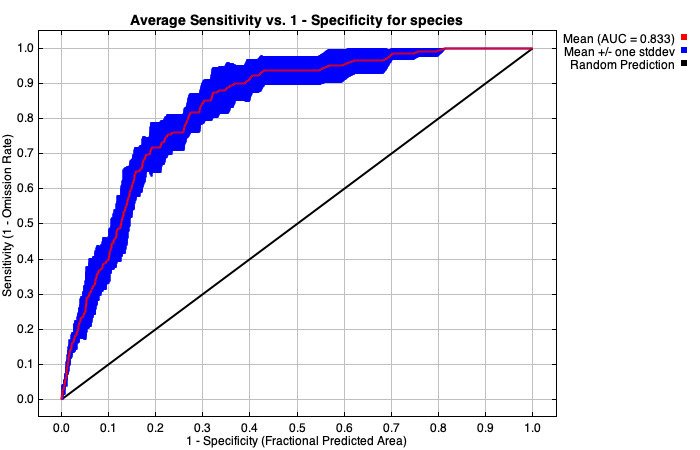 Average Sensitivity vs. 1 - Specificity for species
Mean (AUC = 0.833)
Mean +/- one stddev
Random Prediction
Sensitivity (1 - Omission Rate)
1.0
0.9
0.8
0.7
0.6
0.5
0.4
0.3
0.2
0.1
0.0
0.0 0.1 0.2 0.3 0.4 0.5 0.6 0.7 0.8 0.9 1.0
1 - Specificity (Fractional Predicted Area)